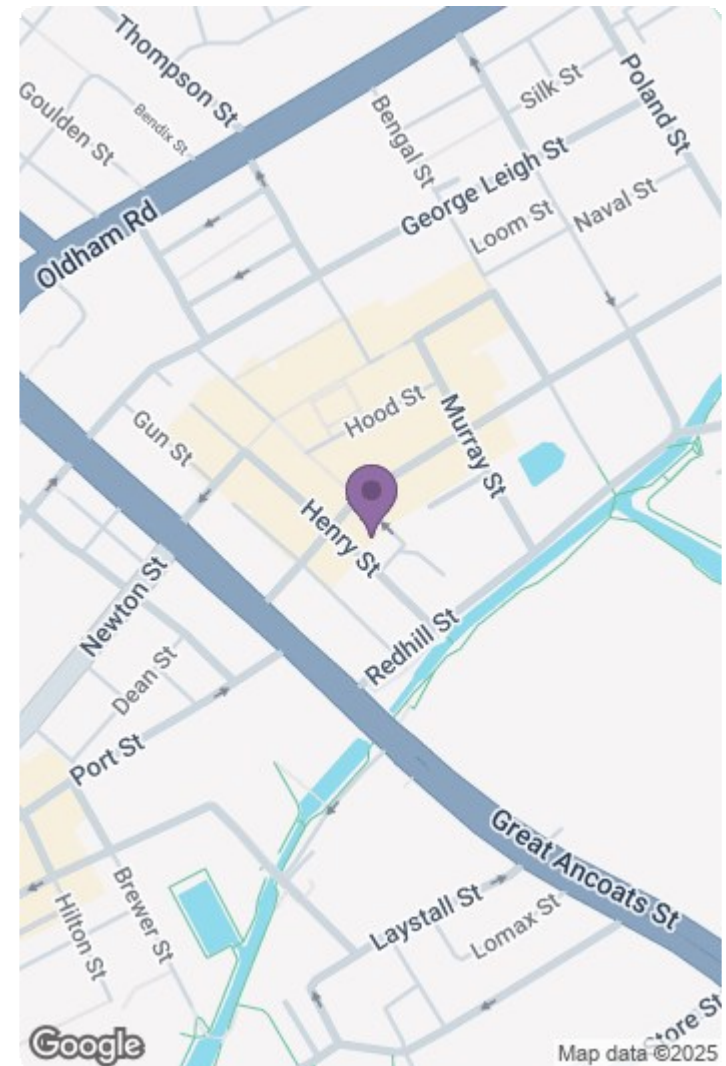 Thompson St
Goulden St
Bendix St
Bengal St
Silk St
Poland St
George Leigh St
Loom St
Naval St
Oldham Rd
Hood St
Murray St
Gun St
Henry St
Newton St
Redhill St
Dean St
Port St
Great Ancoats St
Hilton St
Brewer St
Laystall St
Lomax St
Store St
Google
Map data ©2025